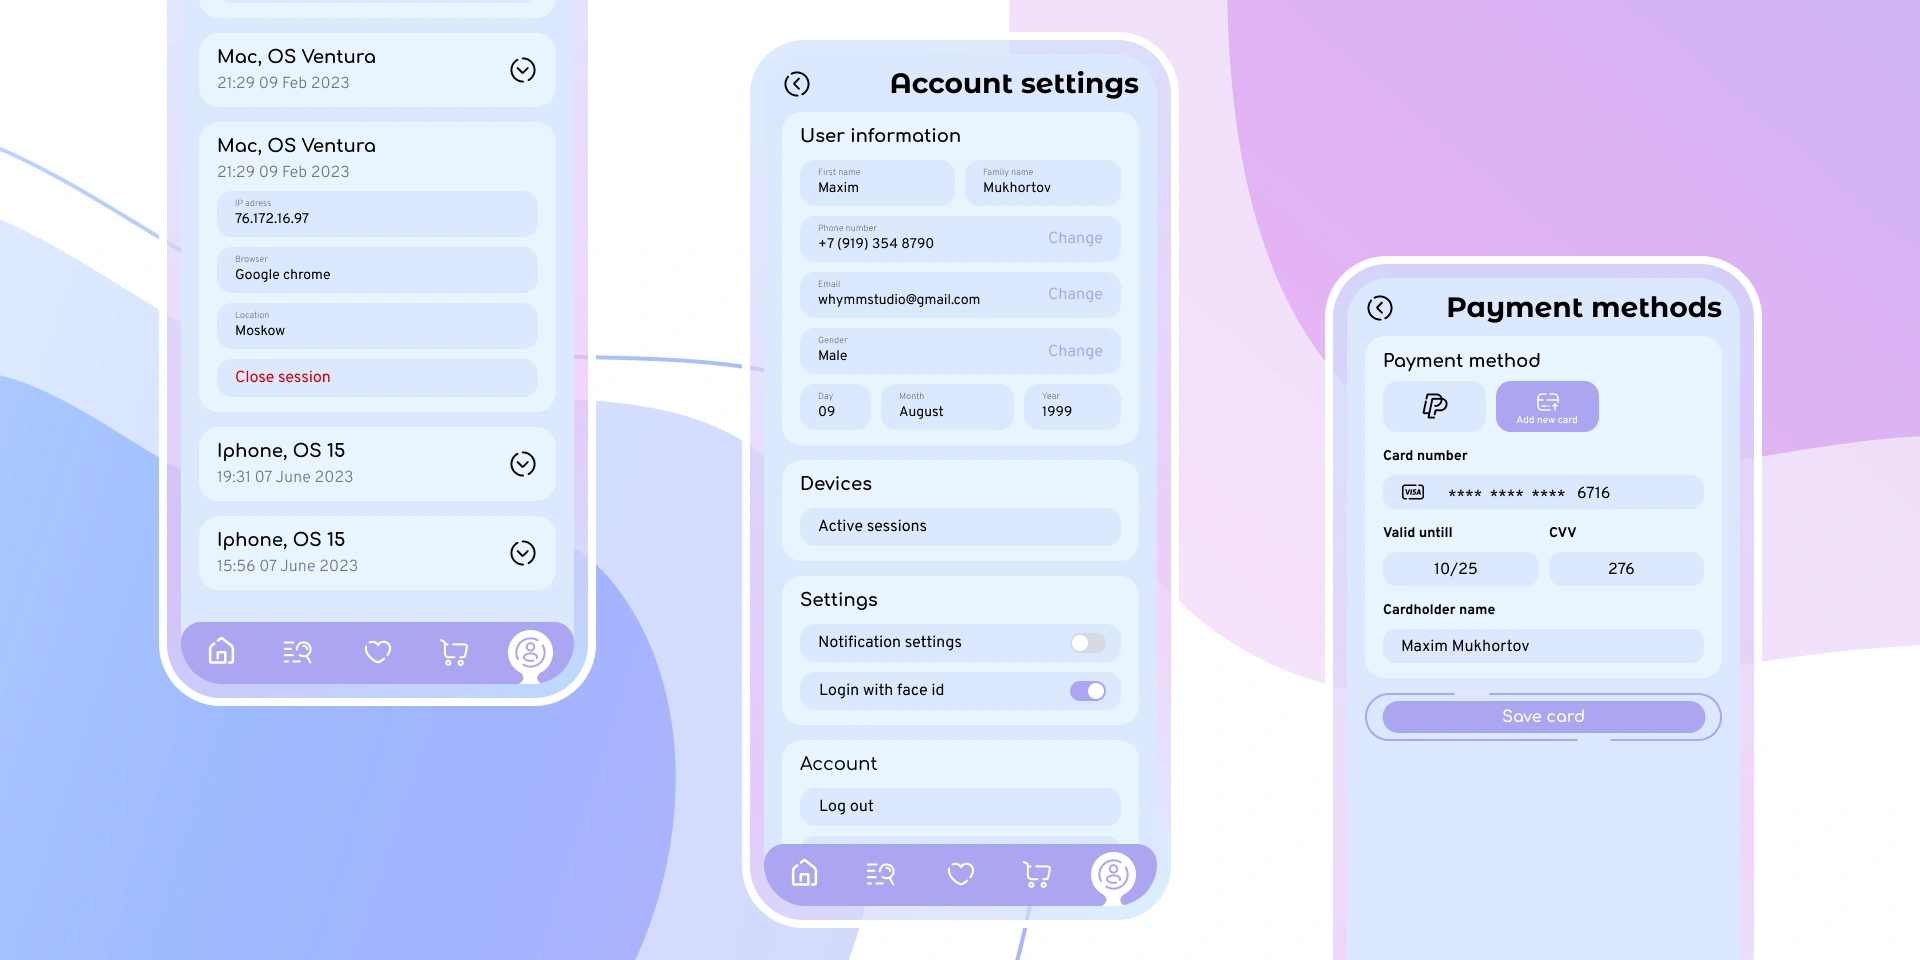 Mac, OS Ventura
21:29 09 Feb 2023
Mac, OS Ventura
21:29 09 Feb 2023
IP adress
76.172.16.97
Browser
Google chrome
Location
Moskow
Close session
Iphone, OS 15
19:31 07 June 2023
Iphone, OS 15
15:56 07 June 2023
Account settings
User information
First name
Maxim
Family name
Mukhortov
Phone number
+7 (919) 354 8790
Change
Email
whymmstudio@gmail.com
Change
Gender
Male
Change
Day
09
Month
August
Year
1999
Devices
Active sessions
Settings
Notification settings
Login with face id
Account
Log out
Payment methods
Payment method
Add new card
Card number
VISA **** **** **** 6716
Valid untill
10/25
CVV
276
Cardholder name
Maxim Mukhortov
Save card